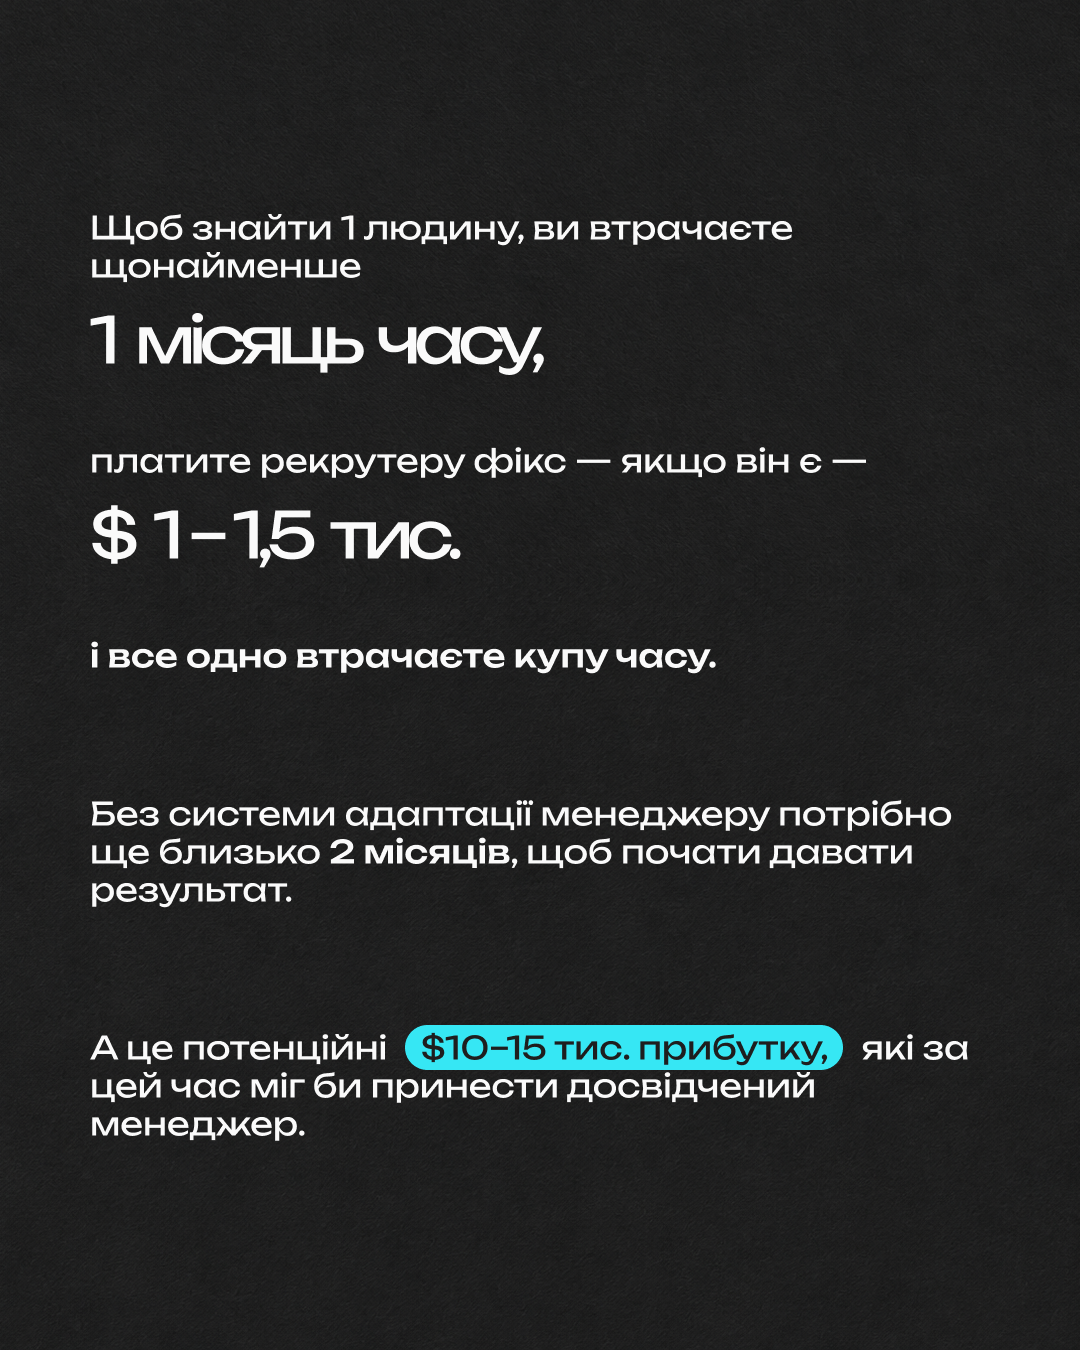 Щоб знайти 1 людину, ви втрачаєте
щонайменше
1 місяць часу,
платите рекрутеру фікс — якщо він є —
$ 1–1,5 тис.
і все одно втрачаєте купу часу.
Без системи адаптації менеджеру потрібно
ще близько 2 місяців, щоб почати давати
результат.
А це потенційні $10–15 тис. прибутку, які за
цей час міг би принести досвідчений
менеджер.